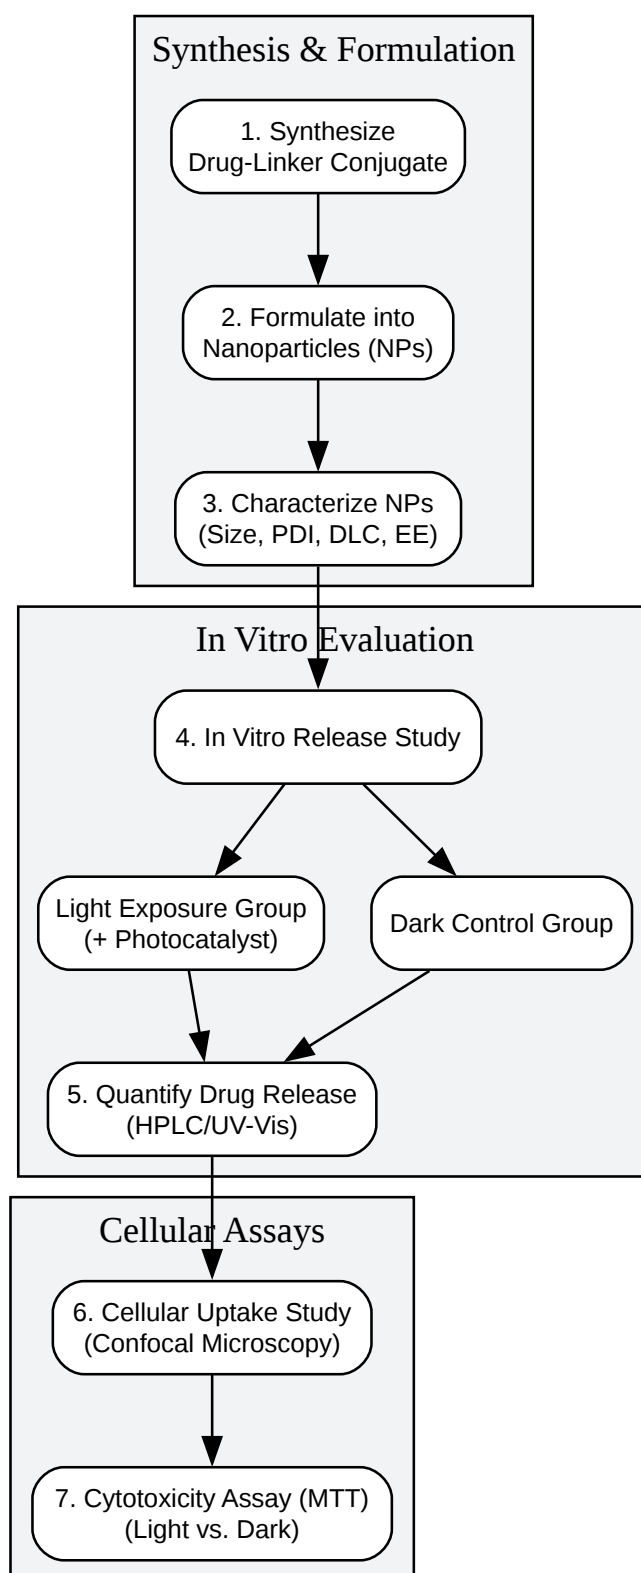 Synthesis & Formulation
1. Synthesize
Drug-Linker Conjugate
2. Formulate into
Nanoparticles (NPs)
3. Characterize NPs
(Size, PDI, DLC, EE)
In Vitro Evaluation
4. In Vitro Release Study
Light Exposure Group
(+ Photocatalyst)
Dark Control Group
5. Quantify Drug Release
(HPLC/UV-Vis)
Cellular Assays
6. Cellular Uptake Study
(Confocal Microscopy)
7. Cytotoxicity Assay (MTT)
(Light vs. Dark)